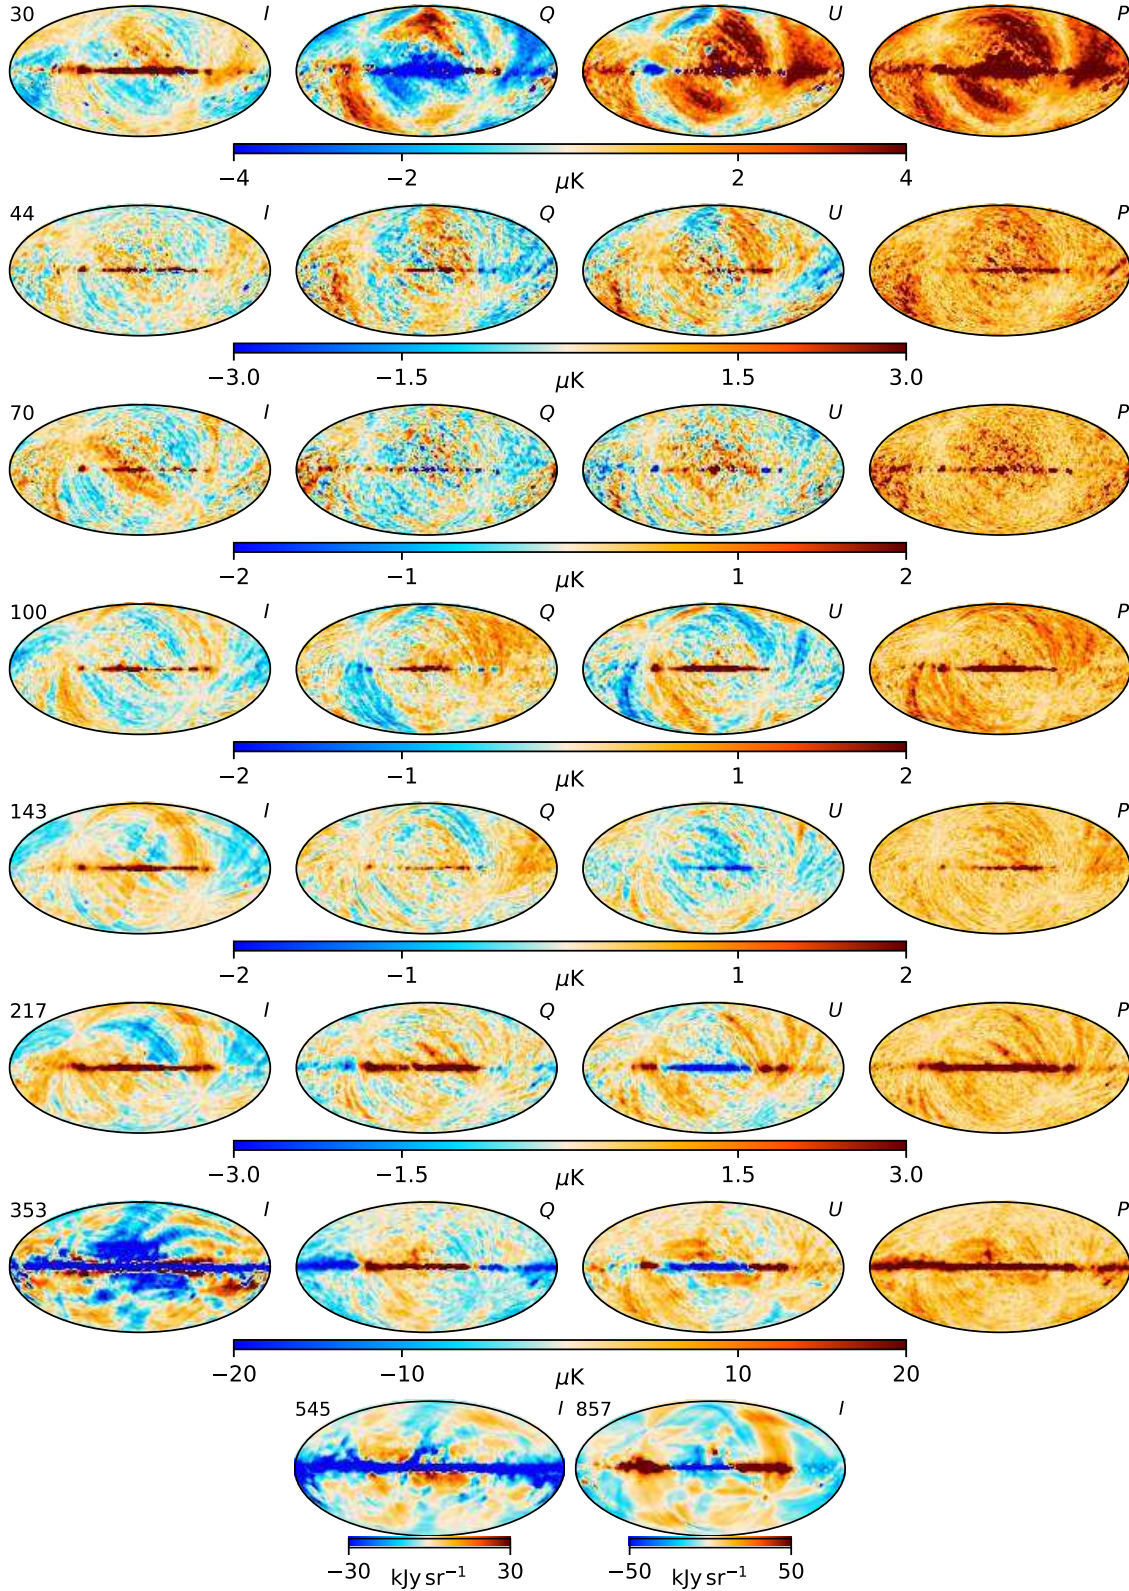 30 I Q U P
−4 −2 2 4
μK
44 I Q U P
−3.0 −1.5 1.5 3.0
μK
70 I Q U P
−2 −1 1 2
μK
100 I Q U P
−2 −1 1 2
μK
143 I Q U P
−2 −1 1 2
μK
217 I Q U P
−3.0 −1.5 1.5 3.0
μK
353 I Q U P
−20 −10 10 20
μK
545 I 857 I
−30 30 −50 50
kJy sr⁻¹ kJy sr⁻¹